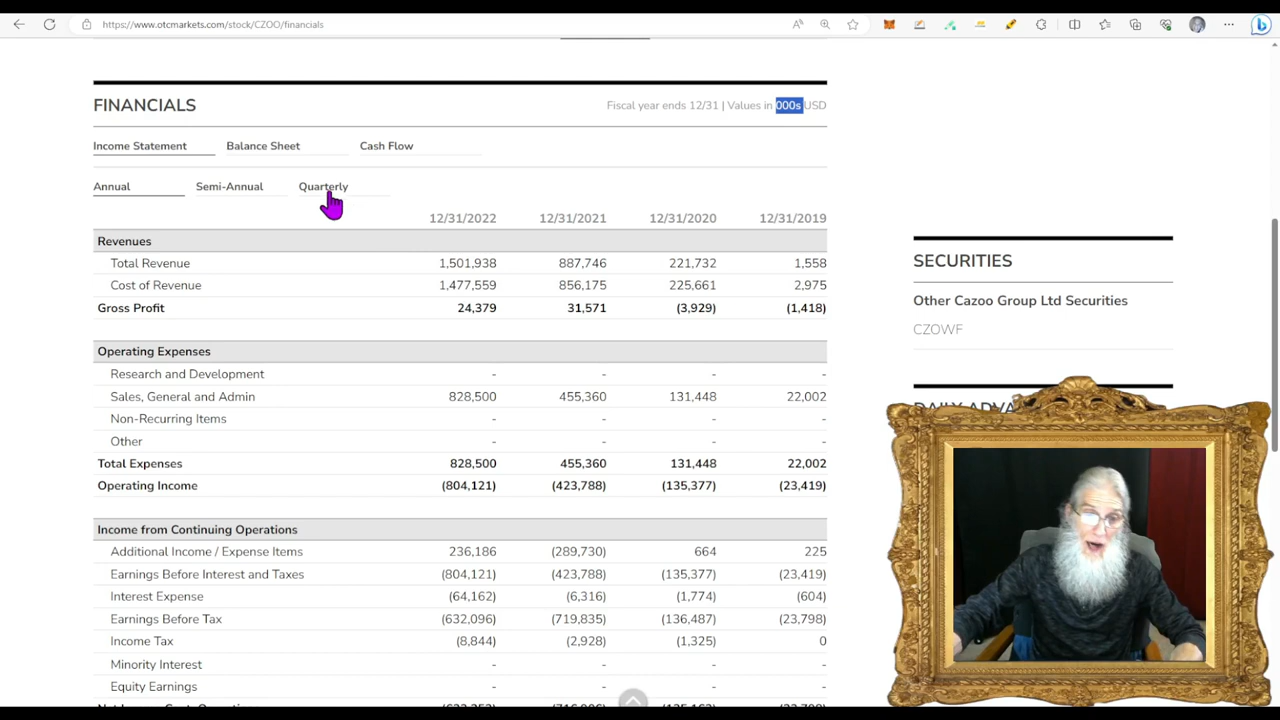 https://www.otcmarkets.com/stock/CZOO/financials
FINANCIALS
Fiscal year ends 12/31 | Values in 000s USD
Income Statement Balance Sheet Cash Flow
Annual Semi-Annual Quarterly
12/31/2022 12/31/2021 12/31/2020 12/31/2019
Revenues
Total Revenue 1,501,938 887,746 221,732 1,558
Cost of Revenue 1,477,559 856,175 225,661 2,975
Gross Profit 24,379 31,571 (3,929) (1,418)
Operating Expenses
Research and Development - - - -
Sales, General and Admin 828,500 455,360 131,448 22,002
Non-Recurring Items - - - -
Other - - - -
Total Expenses 828,500 455,360 131,448 22,002
Operating Income (804,121) (423,788) (135,377) (23,419)
Income from Continuing Operations
Additional Income / Expense Items 236,186 (289,730) 664 225
Earnings Before Interest and Taxes (804,121) (423,788) (135,377) (23,419)
Interest Expense (64,162) (6,316) (1,774) (604)
Earnings Before Tax (632,096) (719,835) (136,487) (23,798)
Income Tax (8,844) (2,928) (1,325) 0
Minority Interest - - - -
Equity Earnings - - - -
SECURITIES
Other Cazoo Group Ltd Securities
CZOWF
DAILY